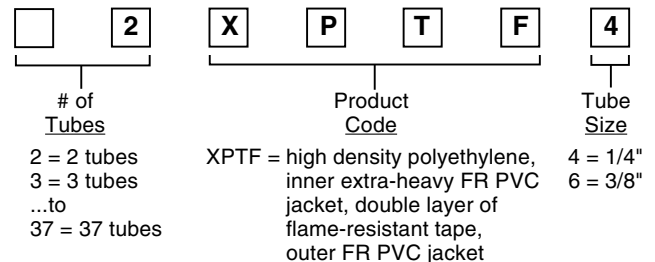 2 X P T F 4
# of Tubes
2 = 2 tubes
3 = 3 tubes
...to
37 = 37 tubes
Product Code
XPTF = high density polyethylene,
inner extra-heavy FR PVC
jacket, double layer of
flame-resistant tape,
outer FR PVC jacket
Tube Size
4 = 1/4"
6 = 3/8"